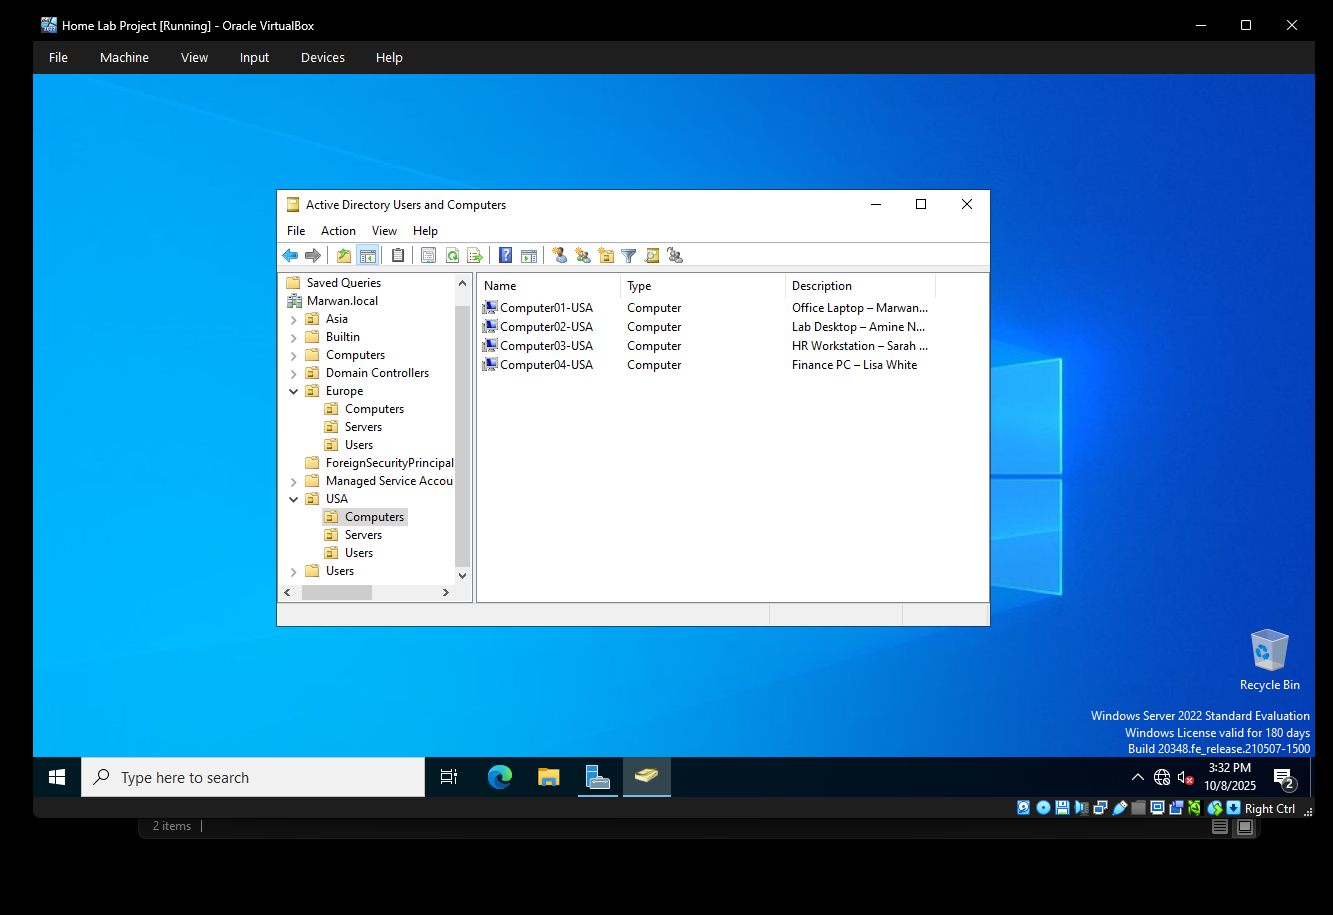 Home Lab Project [Running] - Oracle VirtualBox
File Machine View Input Devices Help
Active Directory Users and Computers
File Action View Help
Saved Queries
Marwan.local
Asia
Builtin
Computers
Domain Controllers
Europe
Computers
Servers
Users
ForeignSecurityPrincipal
Managed Service Accou
USA
Computers
Servers
Users
Users
Name Type Description
Computer01-USA Computer Office Laptop – Marwan...
Computer02-USA Computer Lab Desktop – Amine N...
Computer03-USA Computer HR Workstation – Sarah ...
Computer04-USA Computer Finance PC – Lisa White
Recycle Bin
Windows Server 2022 Standard Evaluation
Windows License valid for 180 days
Build 20348.fe_release.210507-1500
Type here to search
3:32 PM
10/8/2025
2
Right Ctrl
2 items